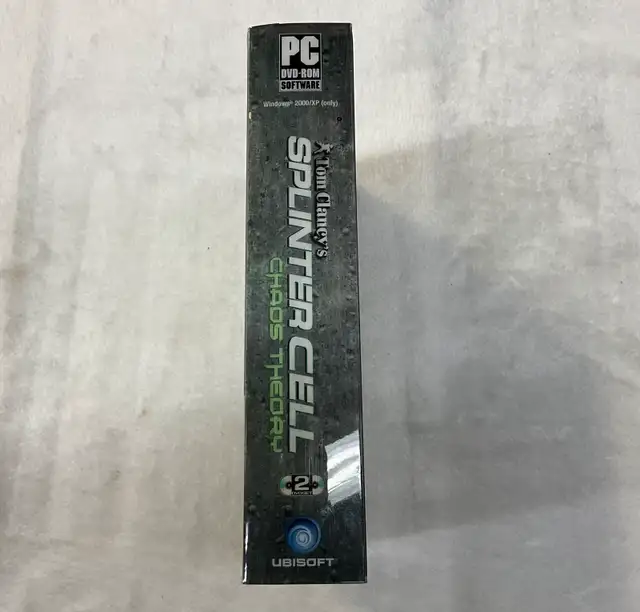 PC
DVD-ROM
SOFTWARE
Windows® 2000/XP (only)
Tom Clancy's
SPLINTER CELL
CHAOS THEORY
2
UBISOFT